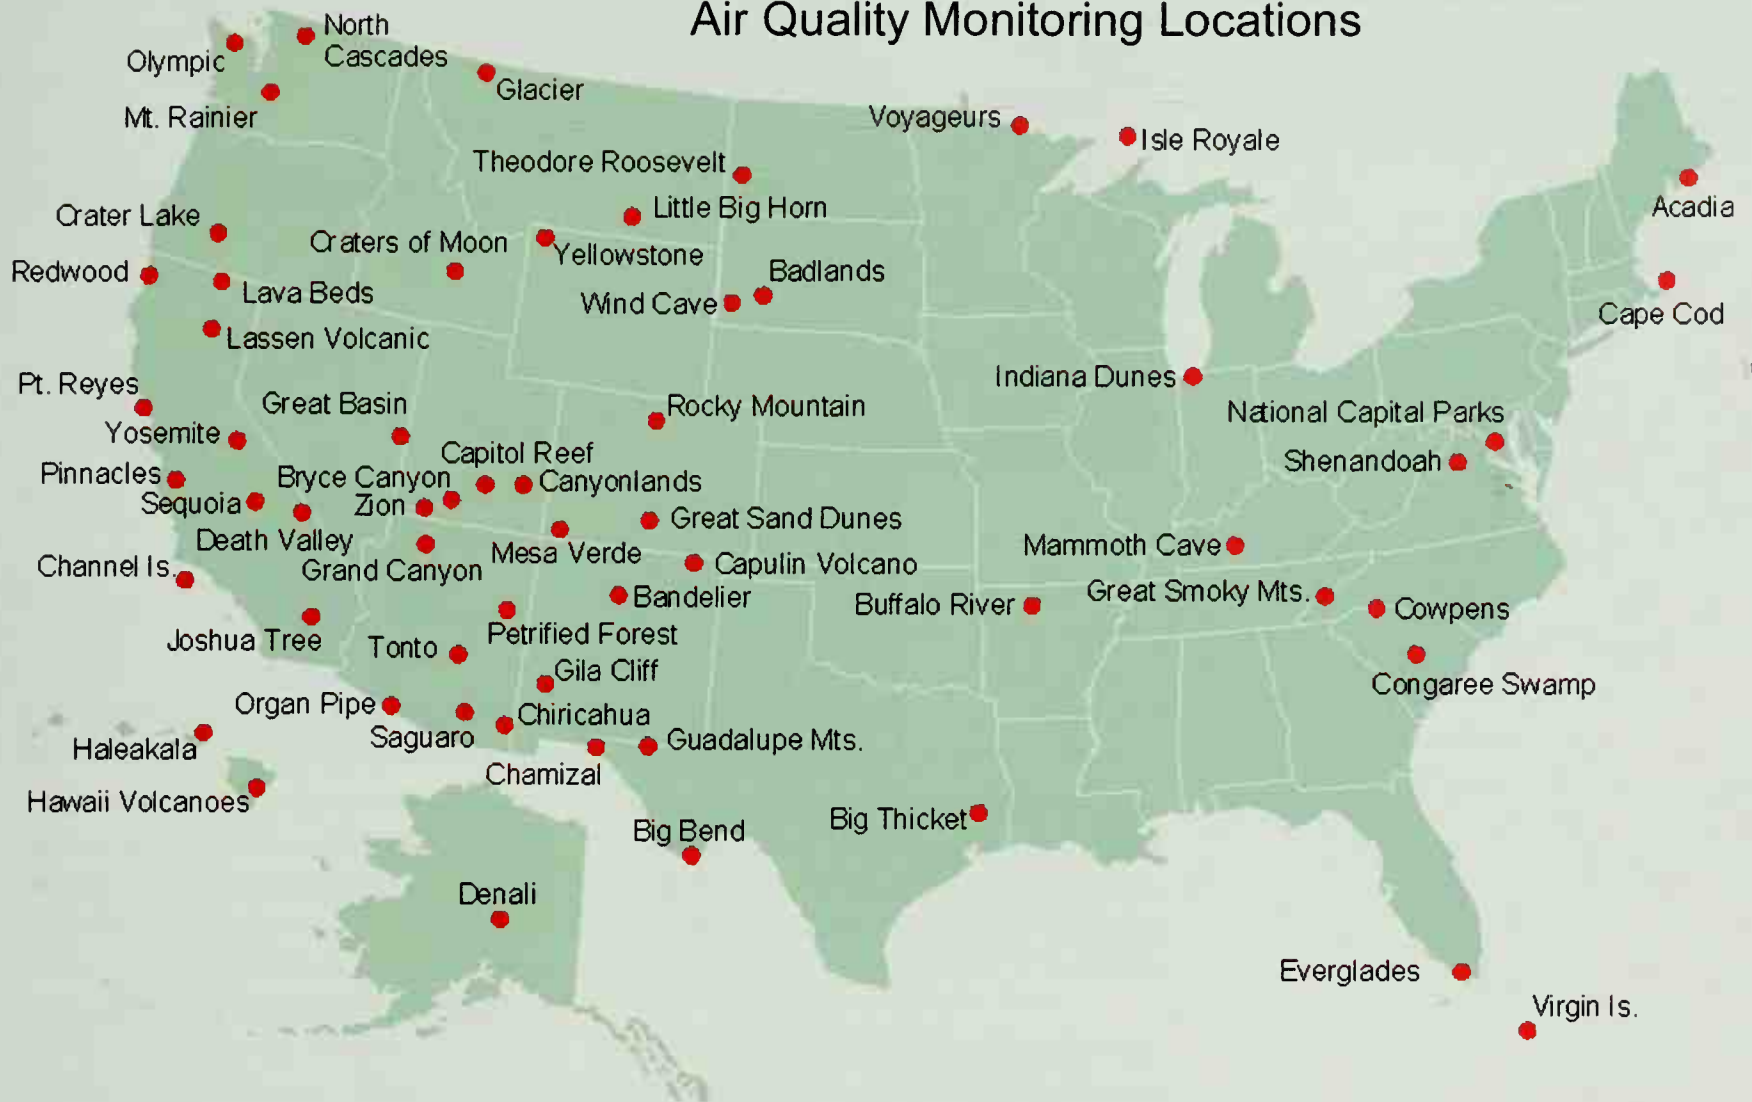 Air Quality Monitoring Locations
North
Cascades
Olympic
Glacier
Mt. Rainier
Voyageurs
Isle Royale
Theodore Roosevelt
Acadia
Little Big Horn
Crater Lake
Craters of Moon
Yellowstone
Redwood
Badlands
Lava Beds
Wind Cave
Cape Cod
Lassen Volcanic
Indiana Dunes
Pt. Reyes
Great Basin
Rocky Mountain
National Capital Parks
Yosemite
Capitol Reef
Shenandoah
Pinnacles
Bryce Canyon
Canyonlands
Sequoia
Zion
Great Sand Dunes
Death Valley
Mesa Verde
Mammoth Cave
Channel Is.
Grand Canyon
Capulin Volcano
Great Smoky Mts.
Bandelier
Buffalo River
Cowpens
Joshua Tree
Petrified Forest
Tonto
Gila Cliff
Congaree Swamp
Organ Pipe
Chiricahua
Saguaro
Guadalupe Mts.
Haleakala
Chamizal
Hawaii Volcanoes
Big Thicket
Big Bend
Denali
Everglades
Virgin Is.